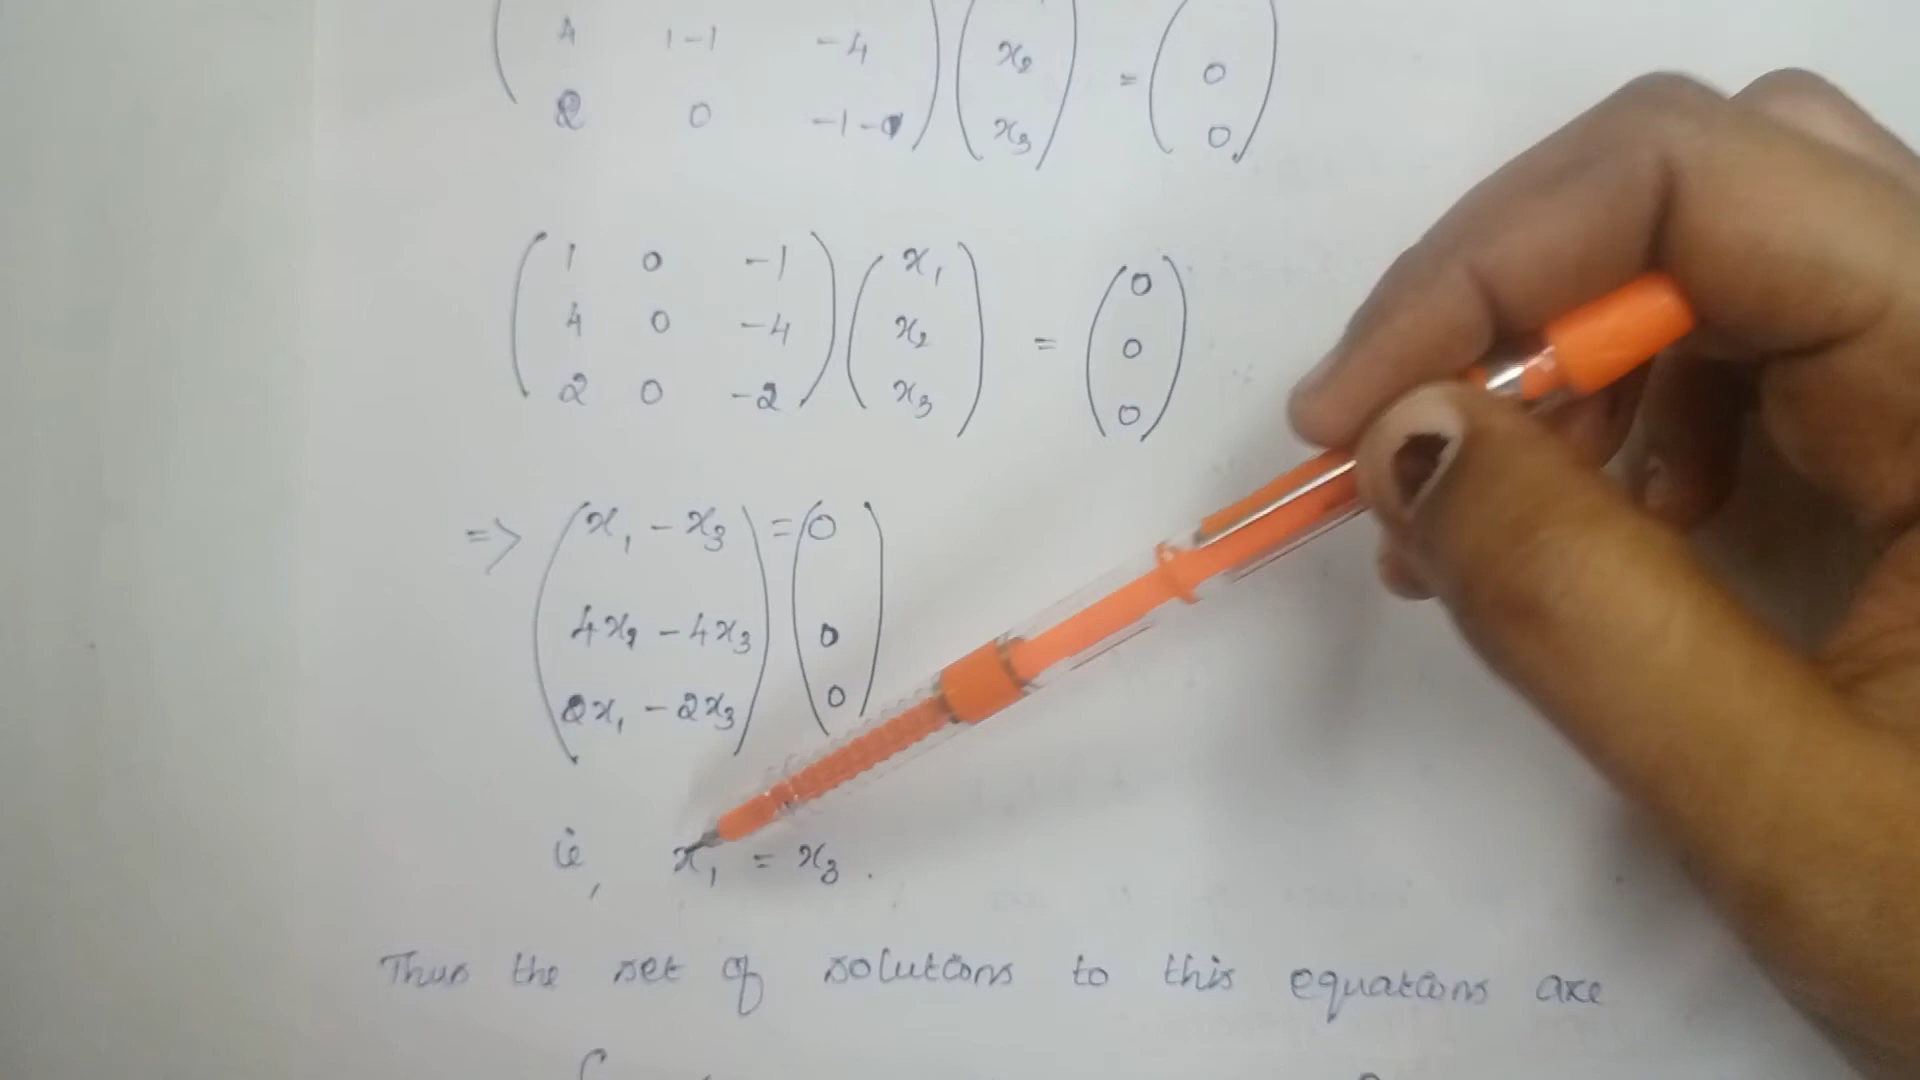 4 1-1 -4 x₂ = 0
2 0 -1- x₃ 0
1 0 -1 x₁ 0
4 0 -4 x₂ = 0
2 0 -2 x₃ 0
=> x₁ - x₃ = 0
4x₂ - 4x₃ 0
2x₁ - 2x₃ 0
ie, x₁ = x₃.
Thus the set of solutions to this equations are